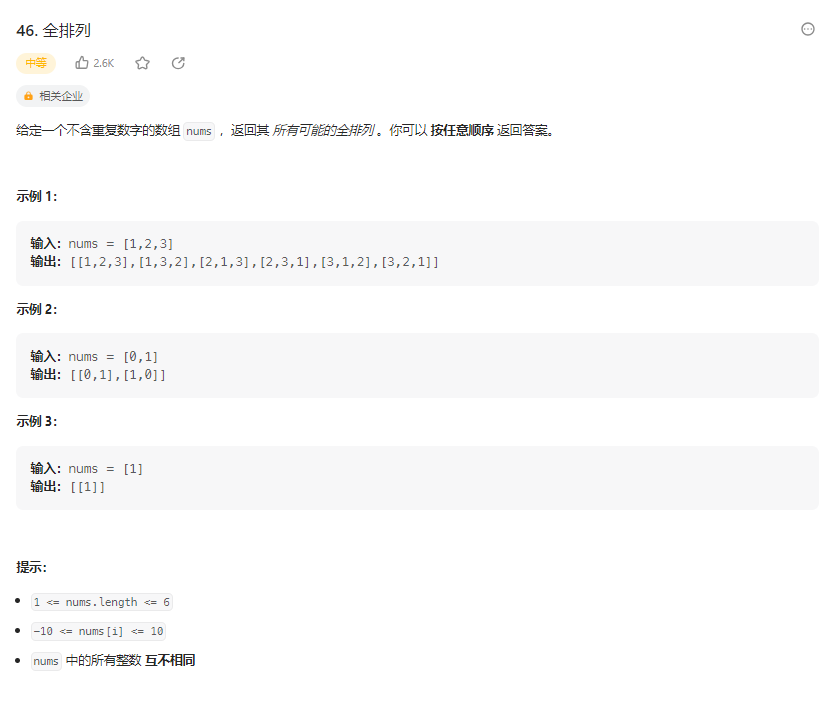 46. 全排列
中等 2.6K
相关企业
给定一个不含重复数字的数组 nums ，返回其 所有可能的全排列 。你可以 按任意顺序 返回答案。
示例 1：
输入：nums = [1,2,3]
输出：[[1,2,3],[1,3,2],[2,1,3],[2,3,1],[3,1,2],[3,2,1]]
示例 2：
输入：nums = [0,1]
输出：[[0,1],[1,0]]
示例 3：
输入：nums = [1]
输出：[[1]]
提示：
1 <= nums.length <= 6
-10 <= nums[i] <= 10
nums 中的所有整数 互不相同